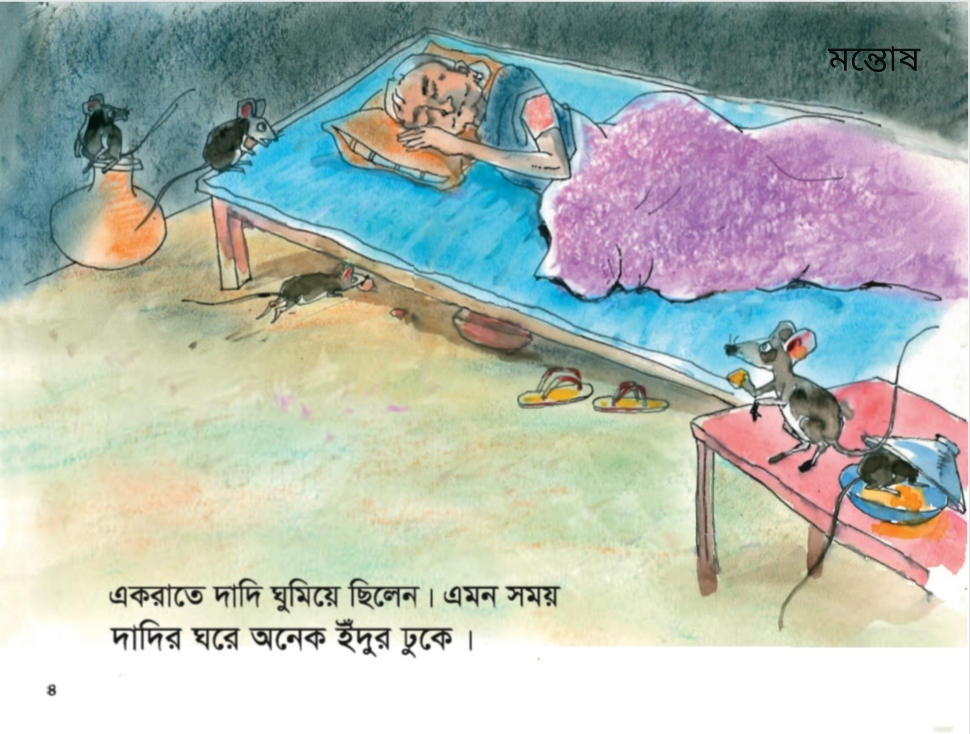 মন্তোষ
একরাতে দাদি ঘুমিয়ে ছিলেন। এমন সময়
দাদির ঘরে অনেক ইঁদুর ঢুকে।
৪